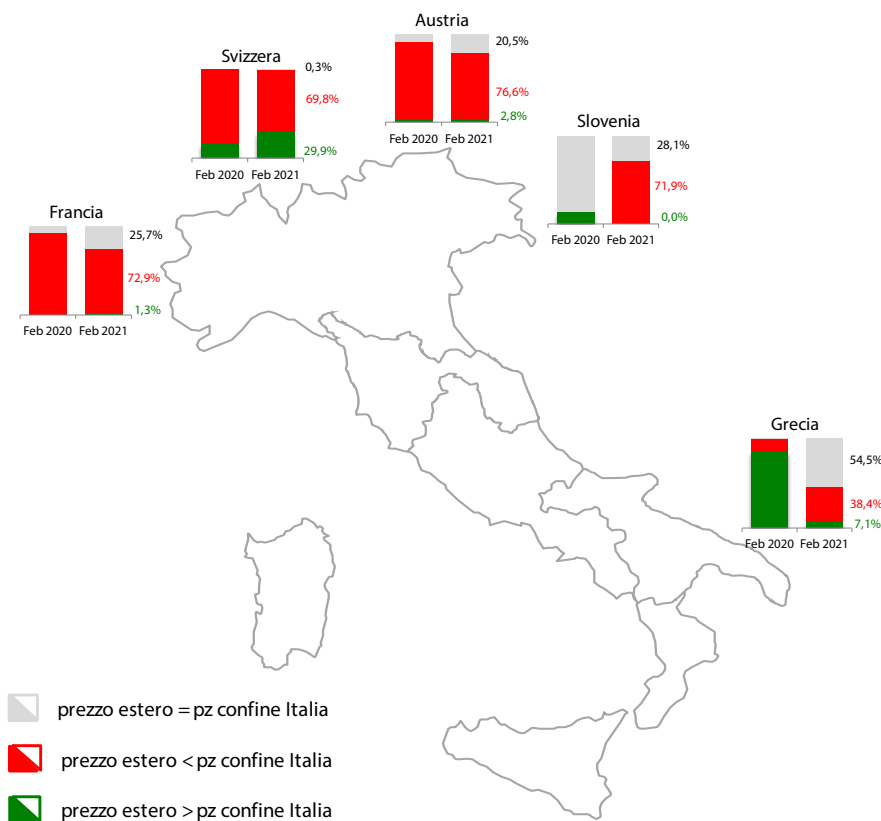 Austria
20,5%
76,6%
2,8%
Feb 2020 Feb 2021
Svizzera
0,3%
69,8%
29,9%
Feb 2020 Feb 2021
Slovenia
28,1%
71,9%
0,0%
Feb 2020 Feb 2021
Francia
25,7%
72,9%
1,3%
Feb 2020 Feb 2021
Grecia
54,5%
38,4%
7,1%
Feb 2020 Feb 2021
prezzo estero = pz confine Italia
prezzo estero < pz confine Italia
prezzo estero > pz confine Italia